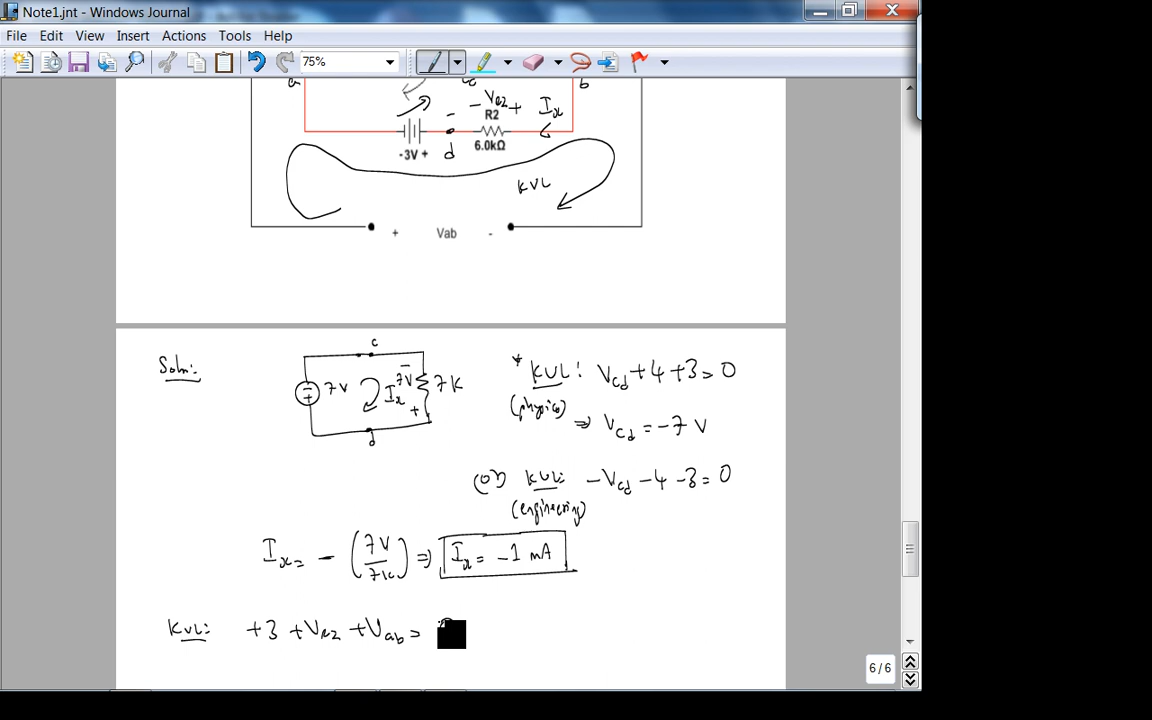 Note1.jnt - Windows Journal
File Edit View Insert Actions Tools Help
75%
a
b
- VR2 +
Ix
R2
-
-3V +
d
6.0kΩ
KVL
+ Vab -
Soln:
c
7V
Ix
- 7V +
7K
d
* KVL: Vcd + 4 + 3 = 0
(physics)
⇒ Vcd = -7 V
(or) KVL: -Vcd - 4 - 3 = 0
(engineering)
Ix = - (7V/7K) ⇒ Ix = -1 mA
KVL: +3 + VR2 + Vab =
6 / 6